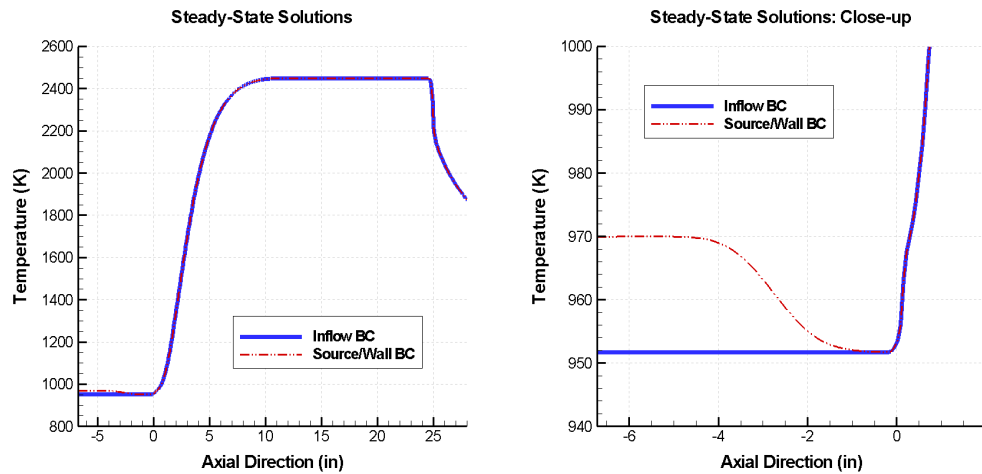 Steady-State Solutions
Temperature (K)
2600
2400
2200
2000
1800
1600
1400
1200
1000
800
-5
0
5
10
15
20
25
Axial Direction (in)
Inflow BC
Source/Wall BC
Steady-State Solutions: Close-up
Temperature (K)
1000
990
980
970
960
950
940
-6
-4
-2
0
Axial Direction (in)
Inflow BC
Source/Wall BC